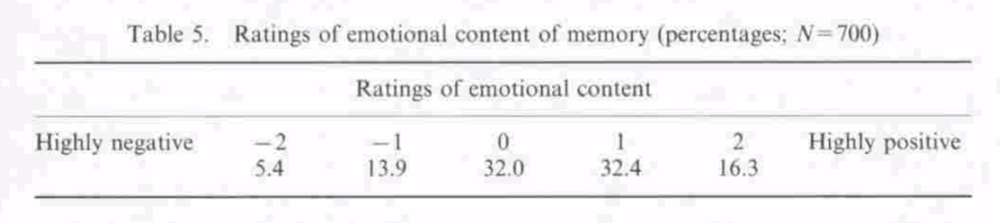 Table 5. Ratings of emotional content of memory (percentages; N=700)
Ratings of emotional content
Highly negative −2 −1 0 1 2 Highly positive
5.4 13.9 32.0 32.4 16.3